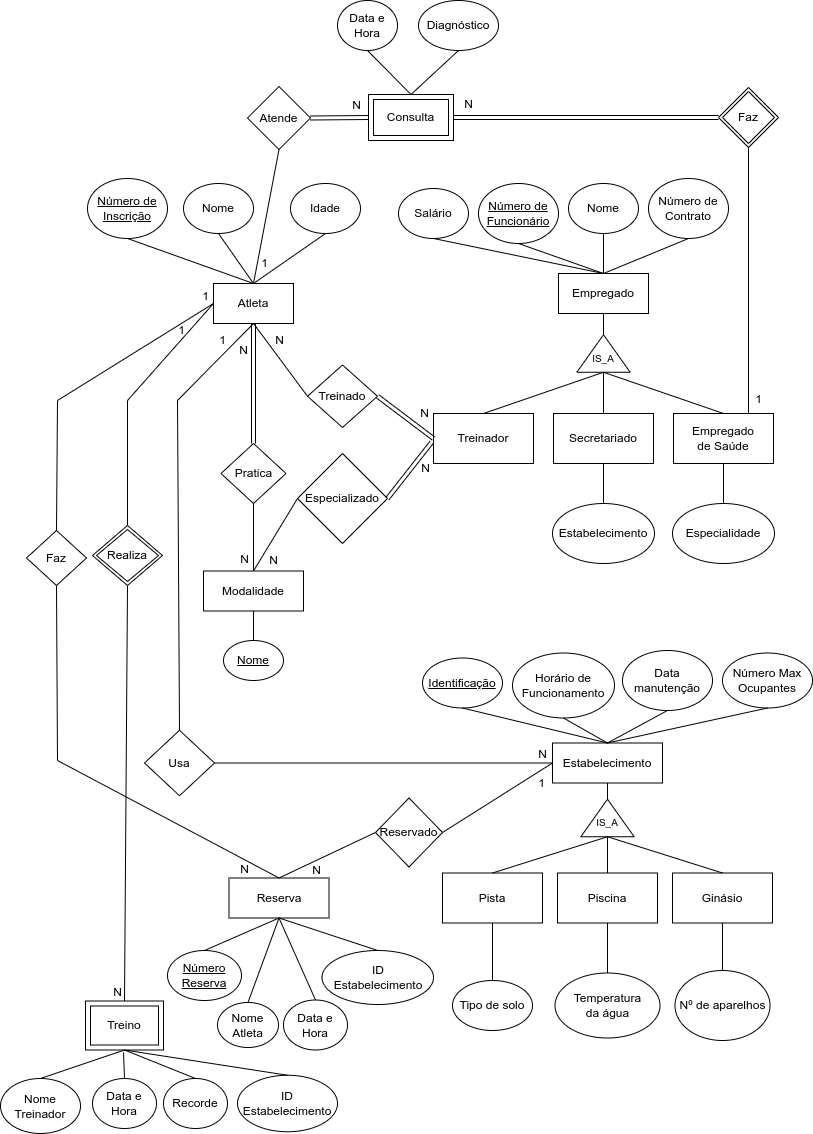 Data e
Hora
Diagnóstico
Atende
N
Consulta
N
Faz
Número de
Inscrição
Nome
Idade
Salário
Número de
Funcionário
Nome
Número de
Contrato
1
1
Atleta
Empregado
1
1
N
N
IS_A
Treinado
N
1
Treinador
Secretariado
Empregado
de Saúde
Pratica
Especializado
N
Estabelecimento
Especialidade
Faz
Realiza
N
N
Modalidade
Nome
Identificação
Horário de
Funcionamento
Data
manutenção
Número Max
Ocupantes
Usa
N
Estabelecimento
1
Reservado
IS_A
N
N
Reserva
Pista
Piscina
Ginásio
Número
Reserva
ID
Estabelecimento
Nome
Atleta
Data e
Hora
Tipo de solo
Temperatura
da água
Nº de aparelhos
N
Treino
Nome
Treinador
Data e
Hora
Recorde
ID
Estabelecimento